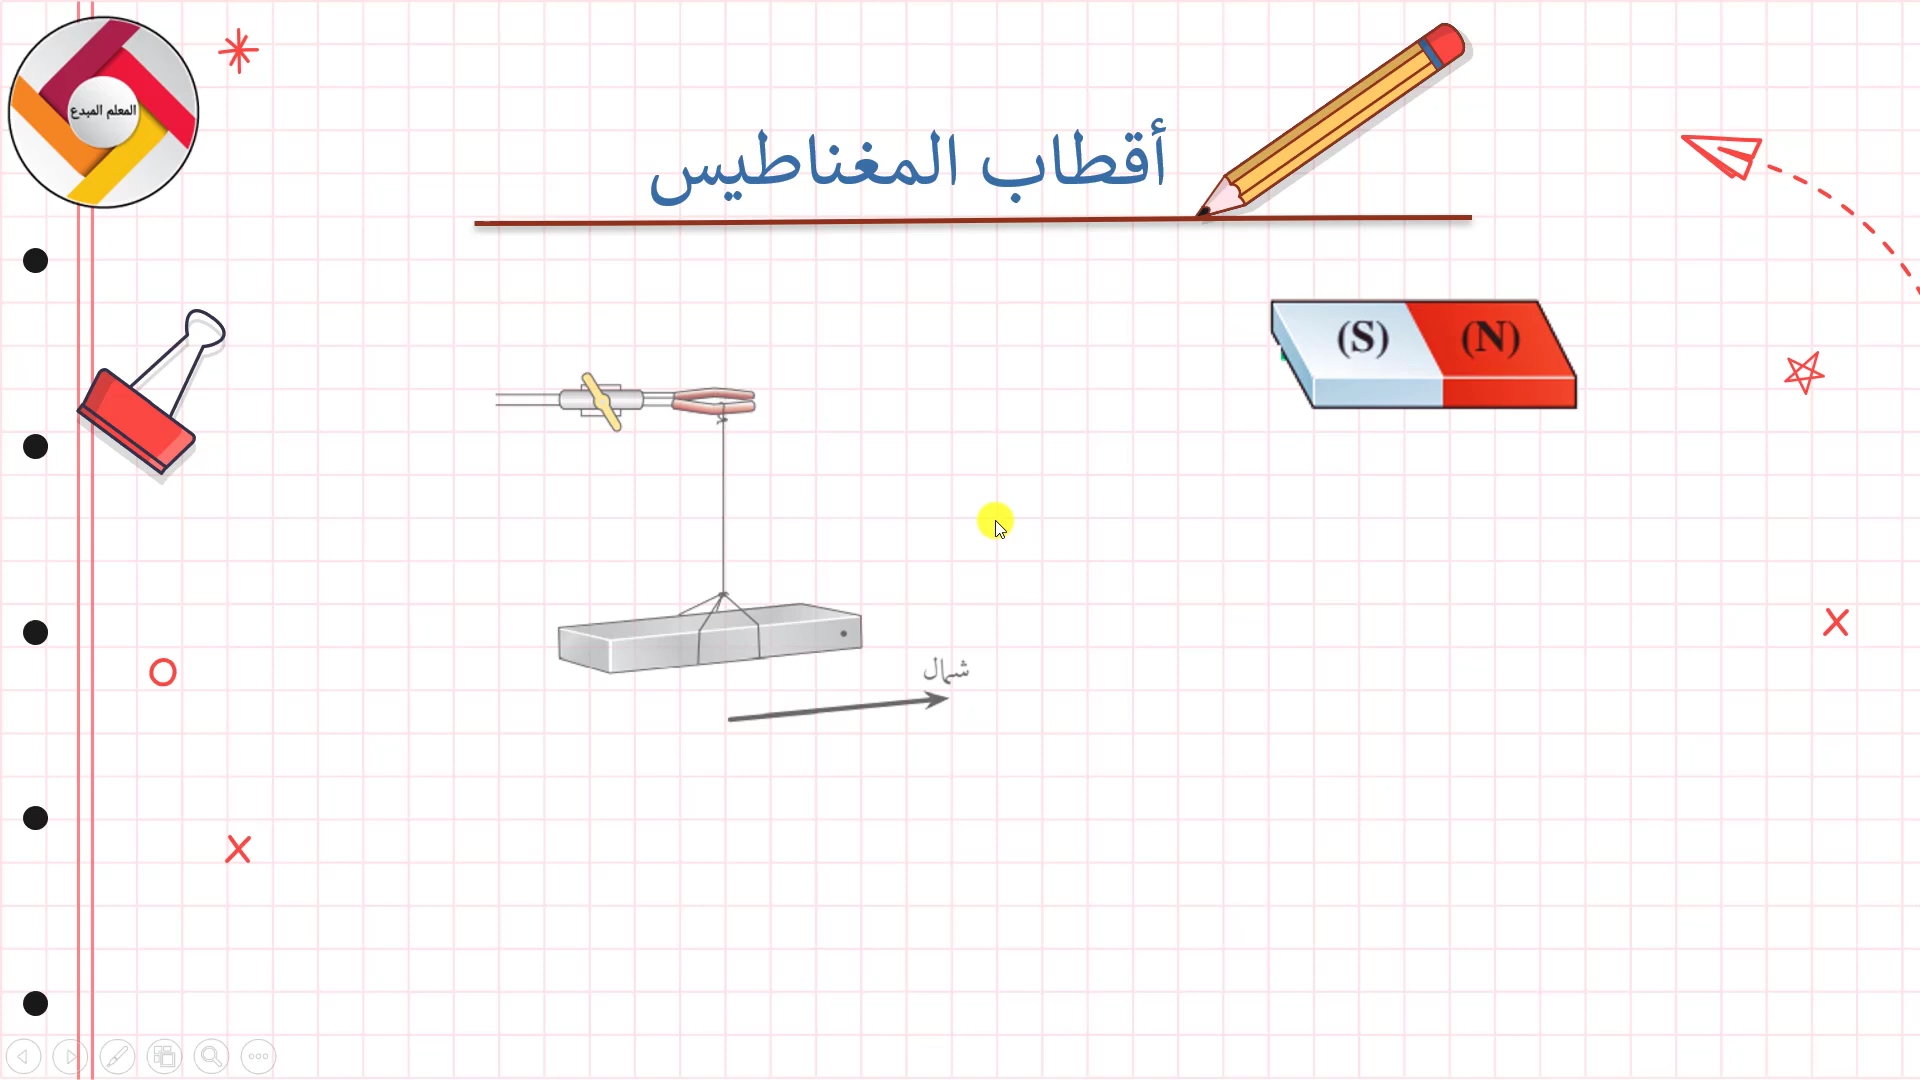 المعلم المبدع
أقطاب المغناطيس
(S) (N)
شمال